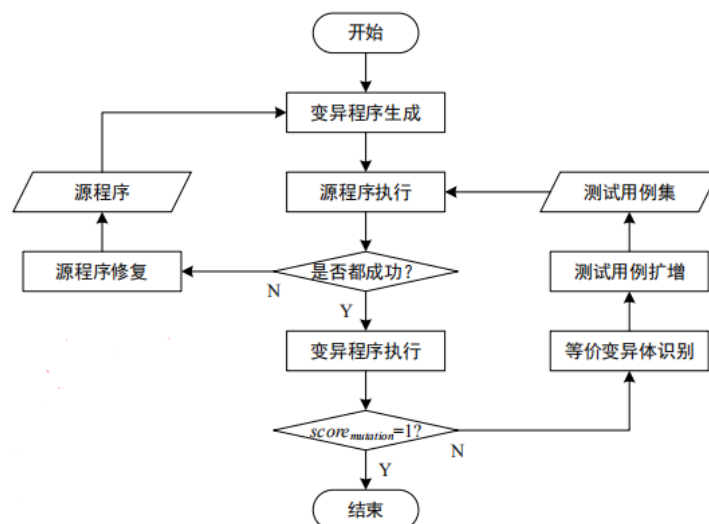 开始
变异程序生成
源程序
源程序执行
测试用例集
源程序修复
是否都成功？
测试用例扩增
N
Y
变异程序执行
等价变异体识别
score_mutation=1?
N
Y
结束